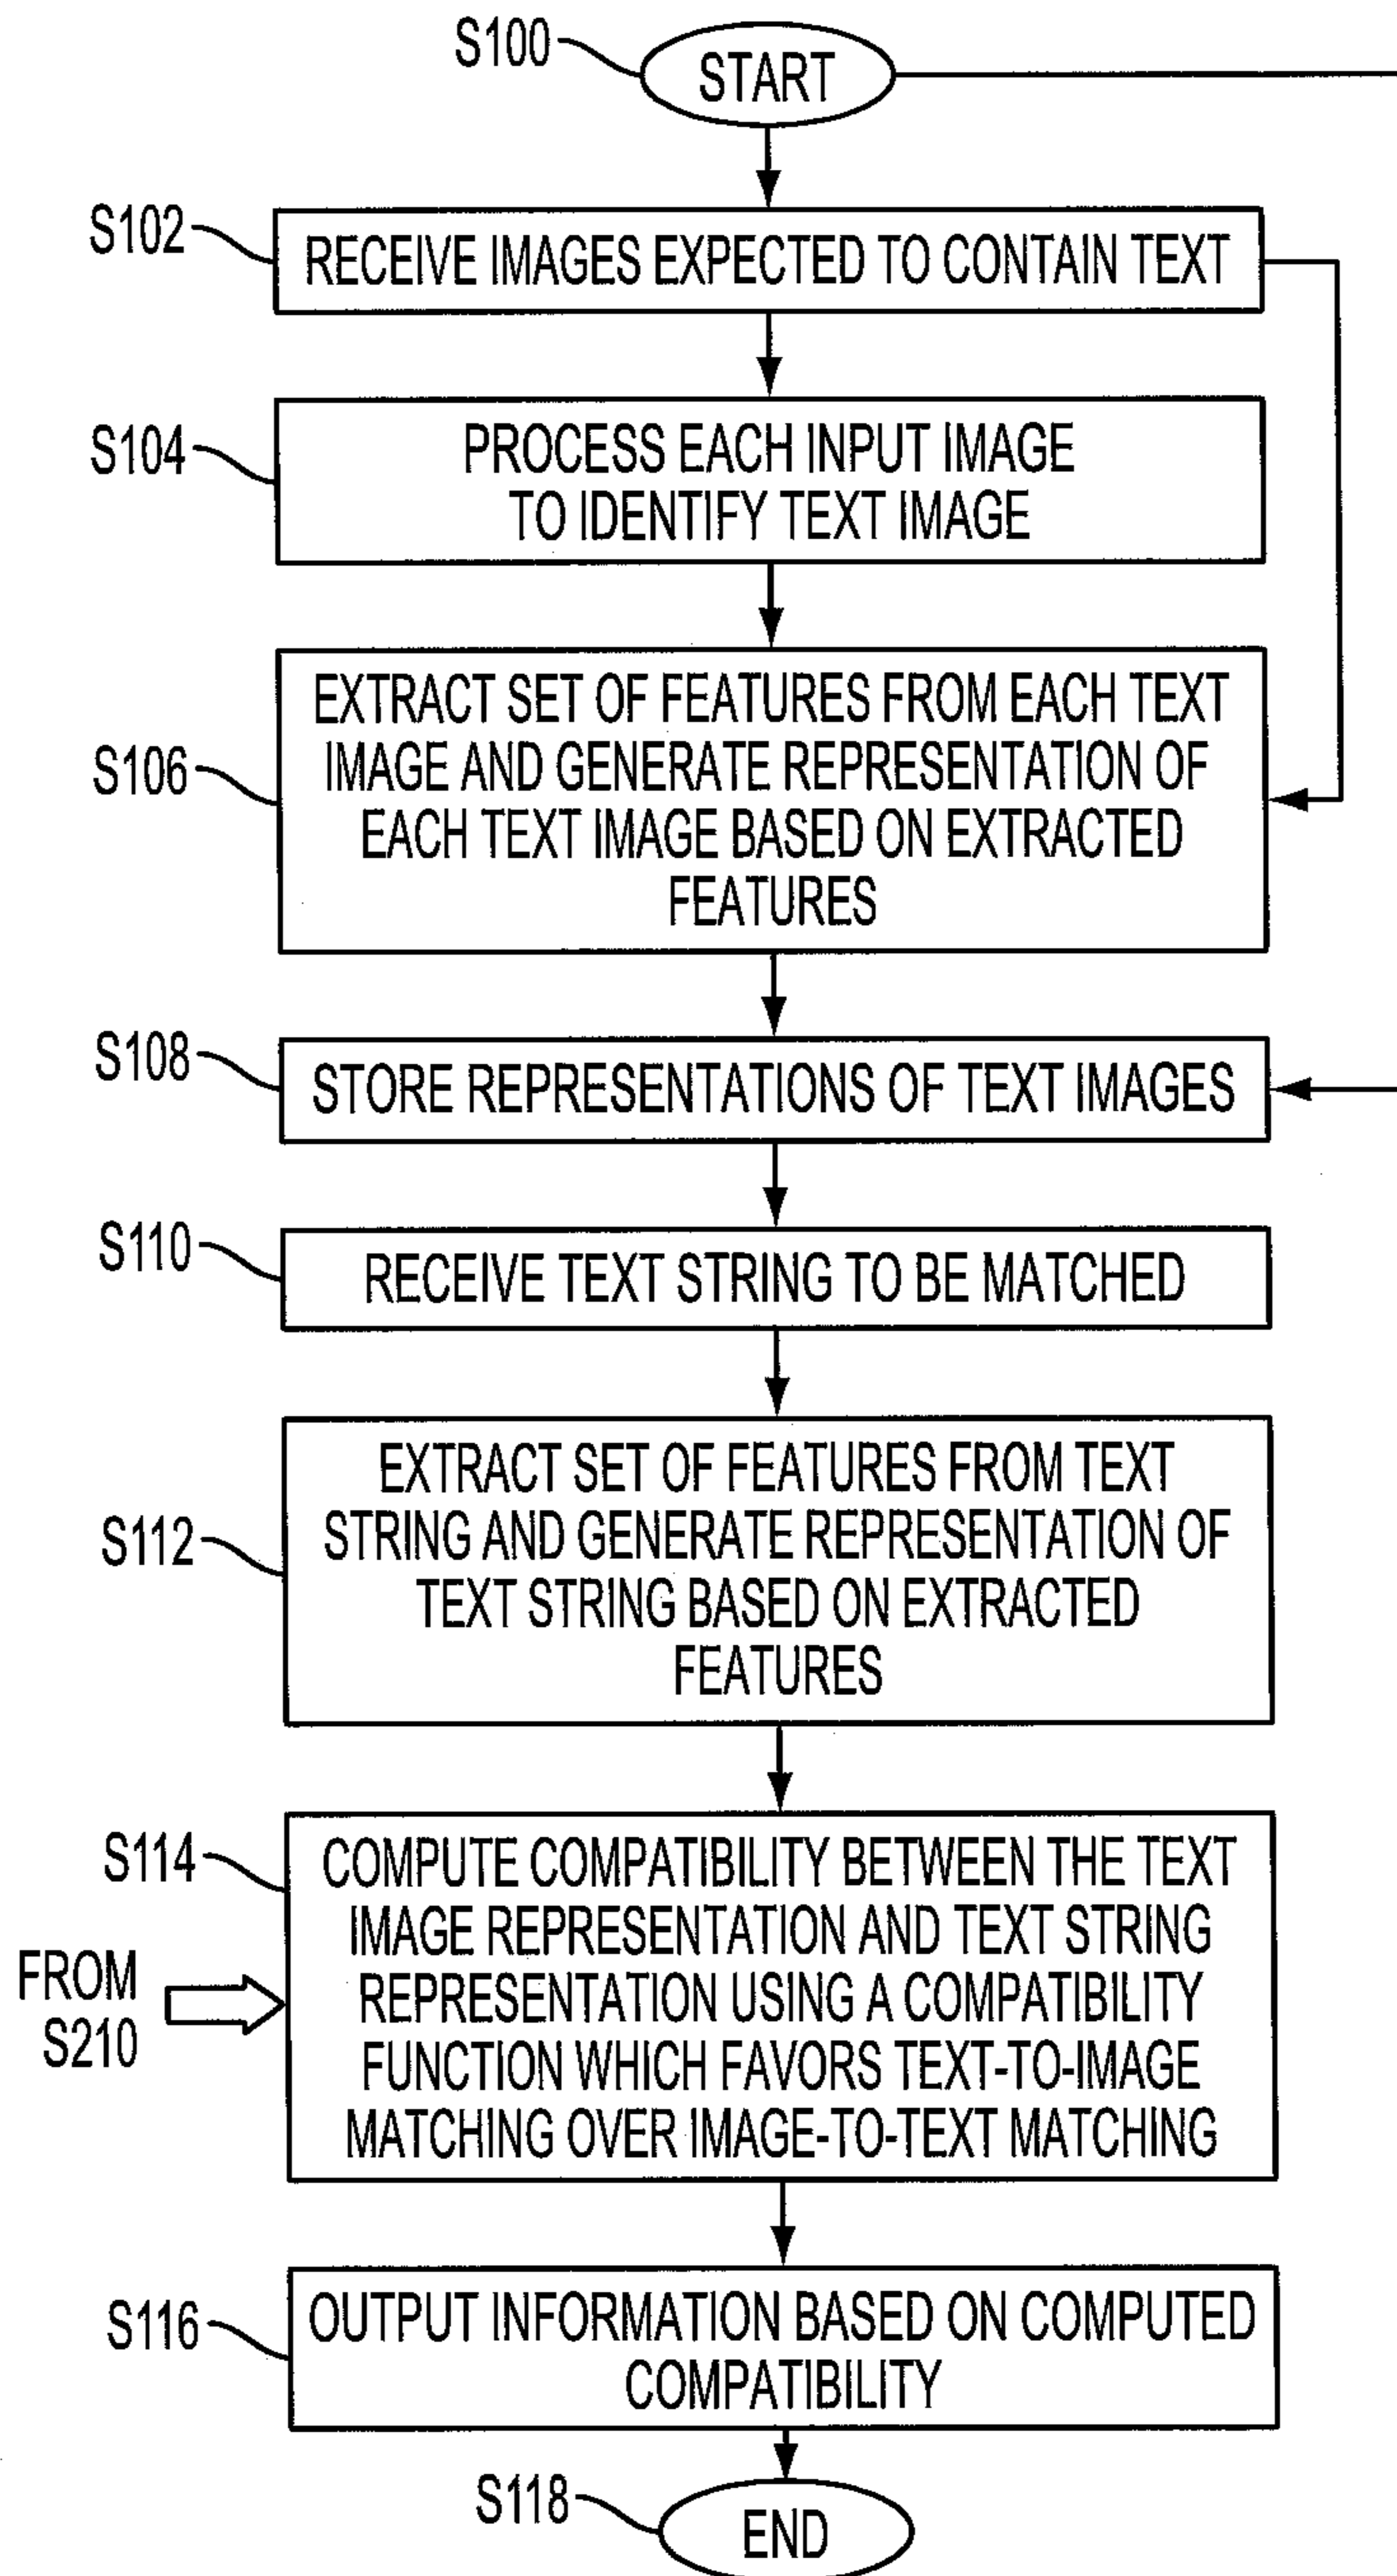 S100
START
S102
RECEIVE IMAGES EXPECTED TO CONTAIN TEXT
S104
PROCESS EACH INPUT IMAGE
TO IDENTIFY TEXT IMAGE
S106
EXTRACT SET OF FEATURES FROM EACH TEXT
IMAGE AND GENERATE REPRESENTATION OF
EACH TEXT IMAGE BASED ON EXTRACTED
FEATURES
S108
STORE REPRESENTATIONS OF TEXT IMAGES
S110
RECEIVE TEXT STRING TO BE MATCHED
S112
EXTRACT SET OF FEATURES FROM TEXT
STRING AND GENERATE REPRESENTATION OF
TEXT STRING BASED ON EXTRACTED
FEATURES
S114
FROM
S210
COMPUTE COMPATIBILITY BETWEEN THE TEXT
IMAGE REPRESENTATION AND TEXT STRING
REPRESENTATION USING A COMPATIBILITY
FUNCTION WHICH FAVORS TEXT-TO-IMAGE
MATCHING OVER IMAGE-TO-TEXT MATCHING
S116
OUTPUT INFORMATION BASED ON COMPUTED
COMPATIBILITY
S118
END